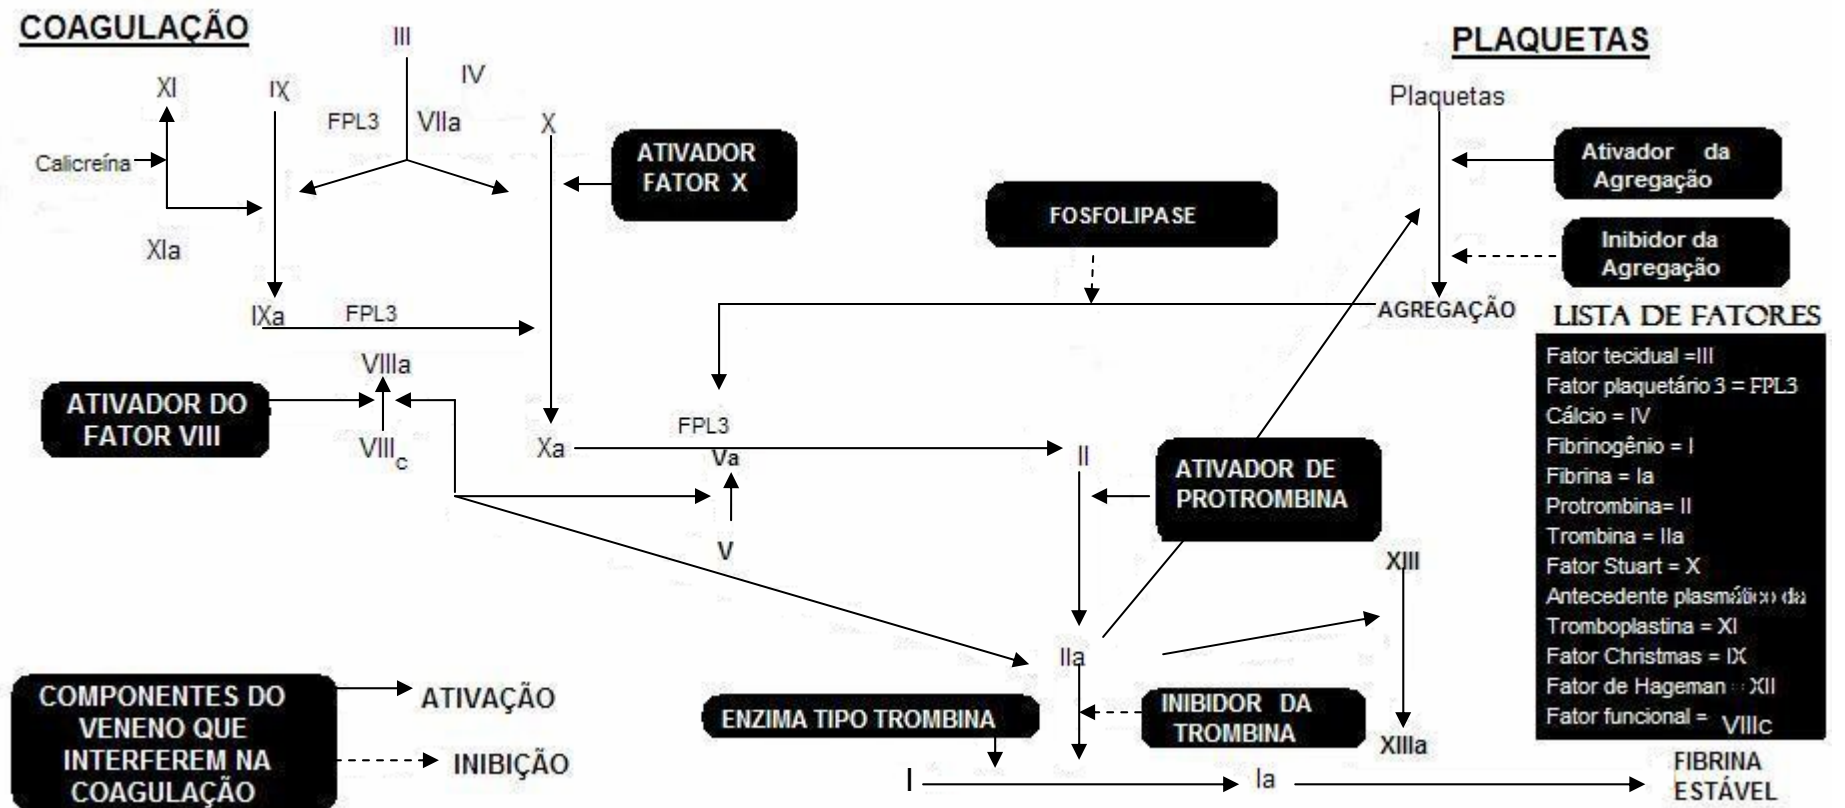 COAGULAÇÃO
III
IV
XI
IX
FPL3
VIIa
X
Calicreína
XIa
ATIVADOR
FATOR X
IXa
FPL3
VIIIa
ATIVADOR DO
FATOR VIII
VIIIc
Xa
FPL3
Va
V
FOSFOLIPASE
PLAQUETAS
Plaquetas
Ativador da
Agregação
Inibidor da
Agregação
AGREGAÇÃO
II
ATIVADOR DE
PROTROMBINA
XIII
IIa
XIIIa
ENZIMA TIPO TROMBINA
INIBIDOR DA
TROMBINA
I
Ia
FIBRINA
ESTÁVEL
LISTA DE FATORES
Fator tecidual =III
Fator plaquetário 3 = FPL3
Cálcio = IV
Fibrinogênio = I
Fibrina = Ia
Protrombina= II
Trombina = IIa
Fator Stuart = X
Antecedente plasmático da
Tromboplastina = XI
Fator Christmas = IX
Fator de Hageman = XII
Fator funcional = VIIIc
COMPONENTES DO
VENENO QUE
INTERFEREM NA
COAGULAÇÃO
ATIVAÇÃO
INIBIÇÃO